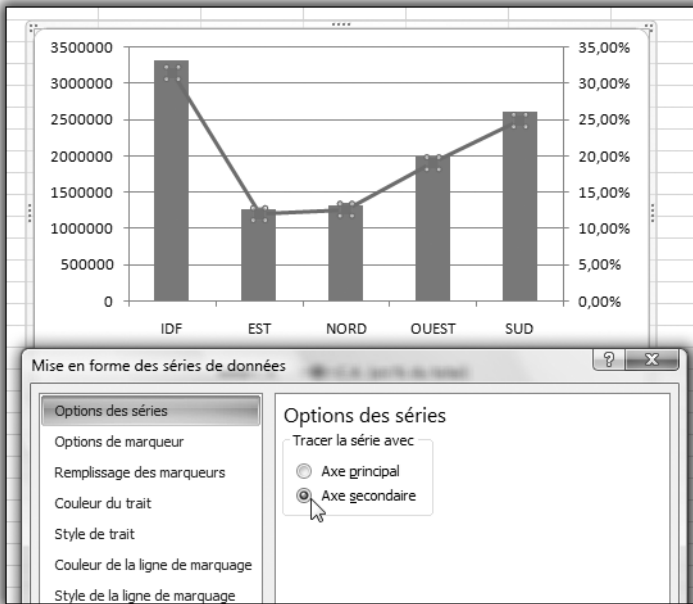 3500000 35,00%
3000000 30,00%
2500000 25,00%
2000000 20,00%
1500000 15,00%
1000000 10,00%
500000 5,00%
0 0,00%
IDF EST NORD OUEST SUD
Mise en forme des séries de données ? X
Options des séries
Options de marqueur
Remplissage des marqueurs
Couleur du trait
Style de trait
Couleur de la ligne de marquage
Style de la ligne de marquage
Options des séries
Tracer la série avec
Axe principal
Axe secondaire